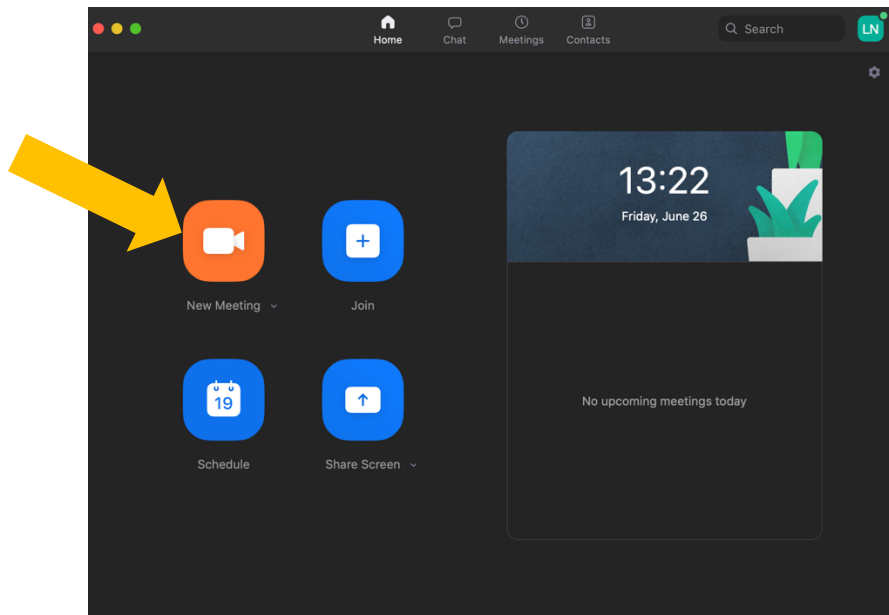 Home
Chat
Meetings
Contacts
Search
LN
13:22
Friday, June 26
New Meeting
Join
19
Schedule
Share Screen
No upcoming meetings today